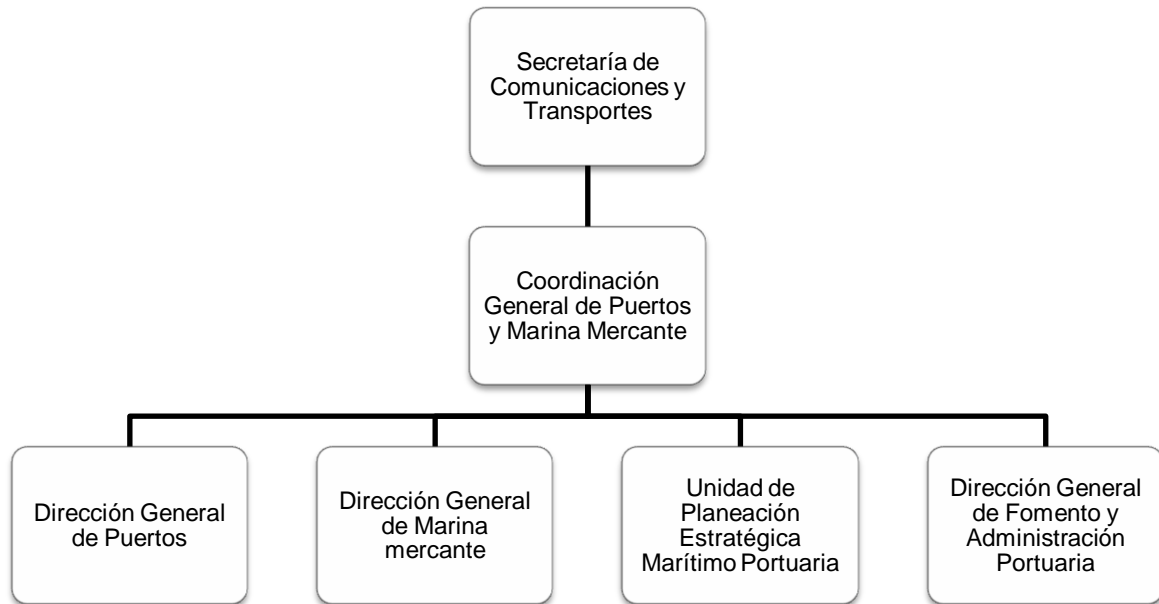 Secretaría de
Comunicaciones y
Transportes
Coordinación
General de Puertos
y Marina Mercante
Dirección General
de Puertos
Dirección General
de Marina
mercante
Unidad de
Planeación
Estratégica
Marítimo Portuaria
Dirección General
de Fomento y
Administración
Portuaria